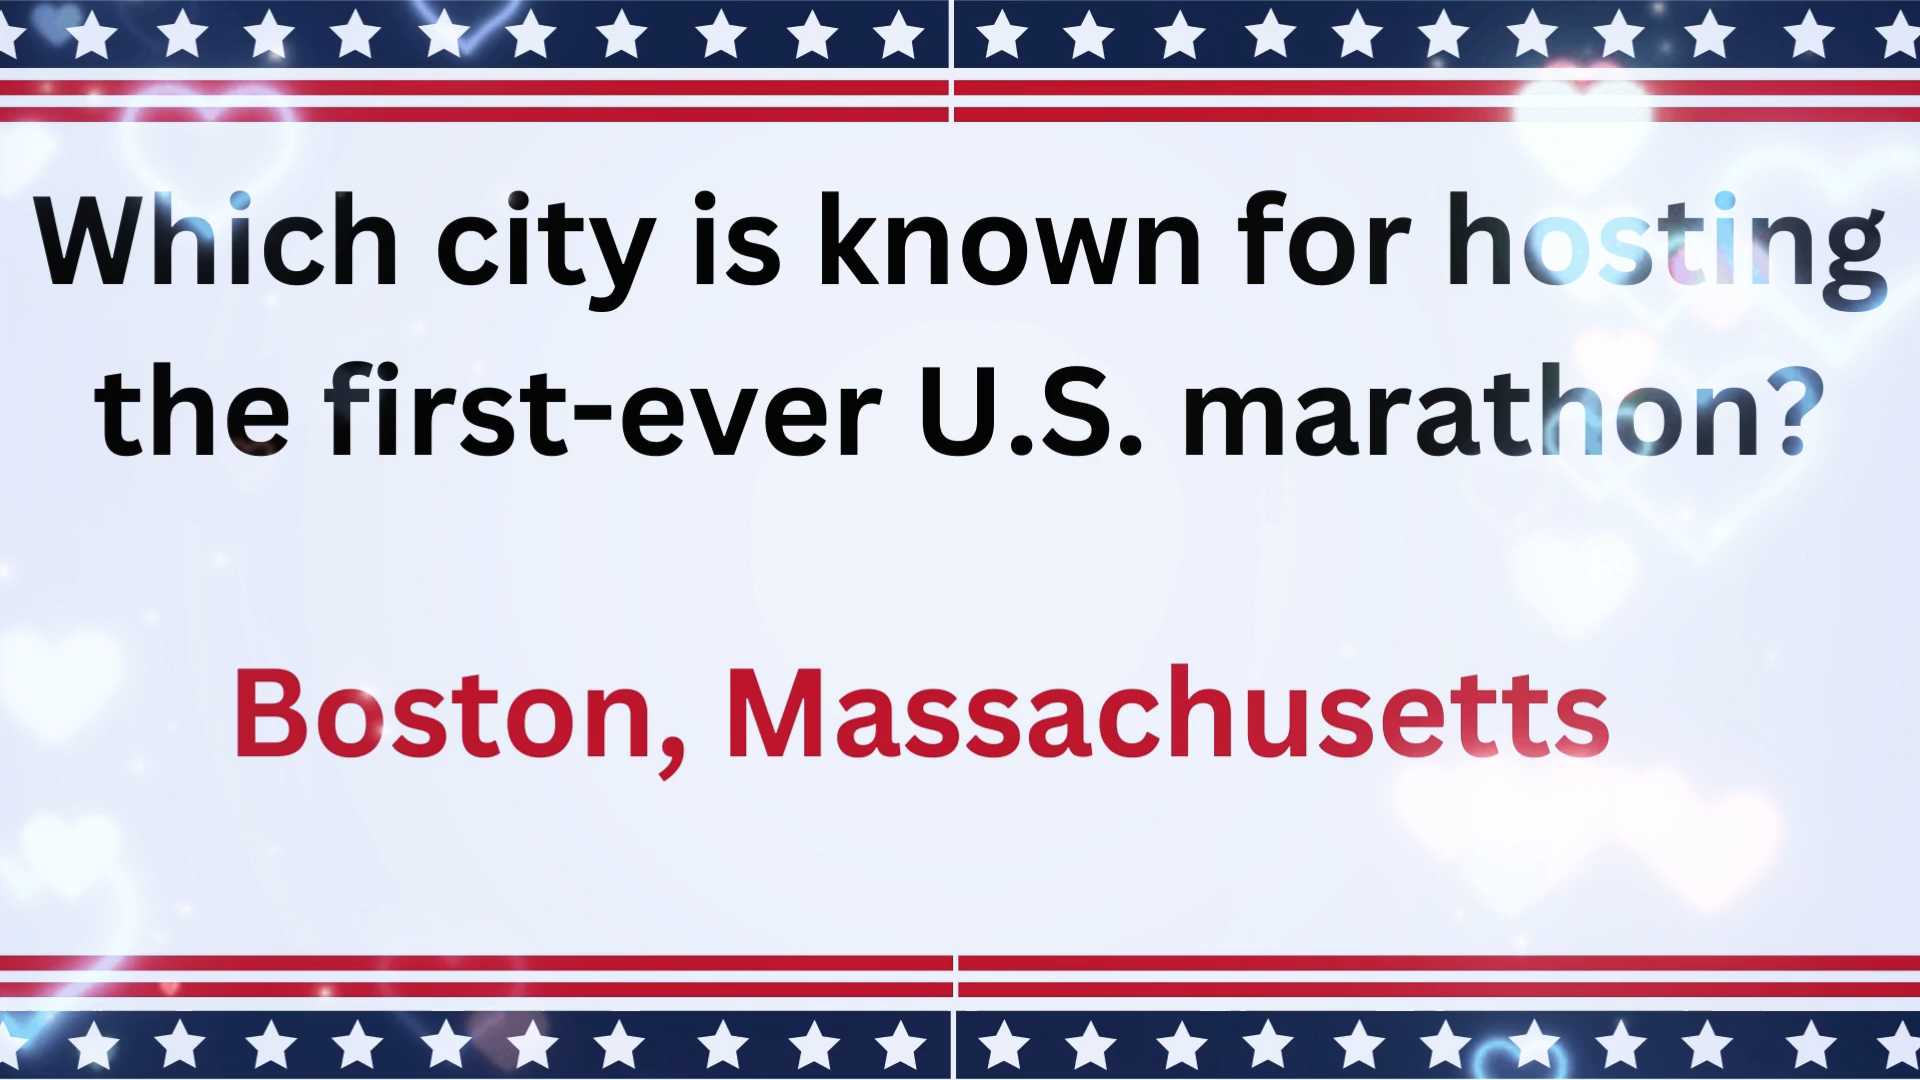 Which city is known for hosting
the first-ever U.S. marathon?
Boston, Massachusetts